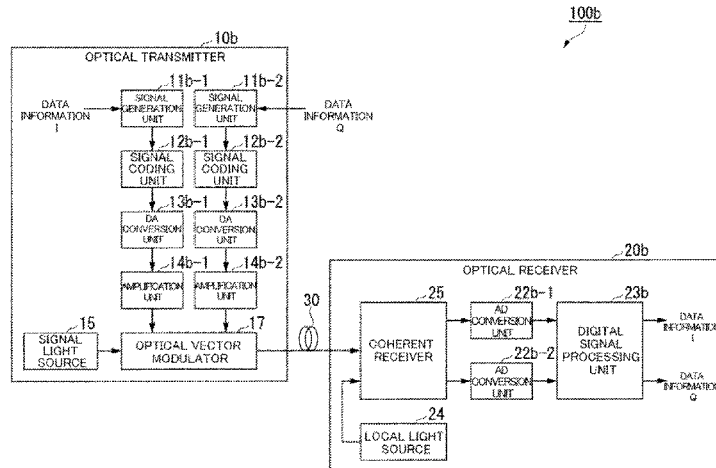 100b
10b
OPTICAL TRANSMITTER
11b-1
11b-2
DATA
INFORMATION
I
SIGNAL
GENERATION
UNIT
SIGNAL
GENERATION
UNIT
DATA
INFORMATION
Q
12b-1
12b-2
SIGNAL
CODING
UNIT
SIGNAL
CODING
UNIT
13b-1
13b-2
DA
CONVERSION
UNIT
DA
CONVERSION
UNIT
14b-1
14b-2
AMPLIFICATION
UNIT
AMPLIFICATION
UNIT
15
17
SIGNAL
LIGHT
SOURCE
OPTICAL VECTOR
MODULATOR
30
20b
OPTICAL RECEIVER
25
22b-1
23b
COHERENT
RECEIVER
AD
CONVERSION
UNIT
22b-2
AD
CONVERSION
UNIT
DIGITAL
SIGNAL
PROCESSING
UNIT
DATA
INFORMATION
I
DATA
INFORMATION
Q
24
LOCAL LIGHT
SOURCE